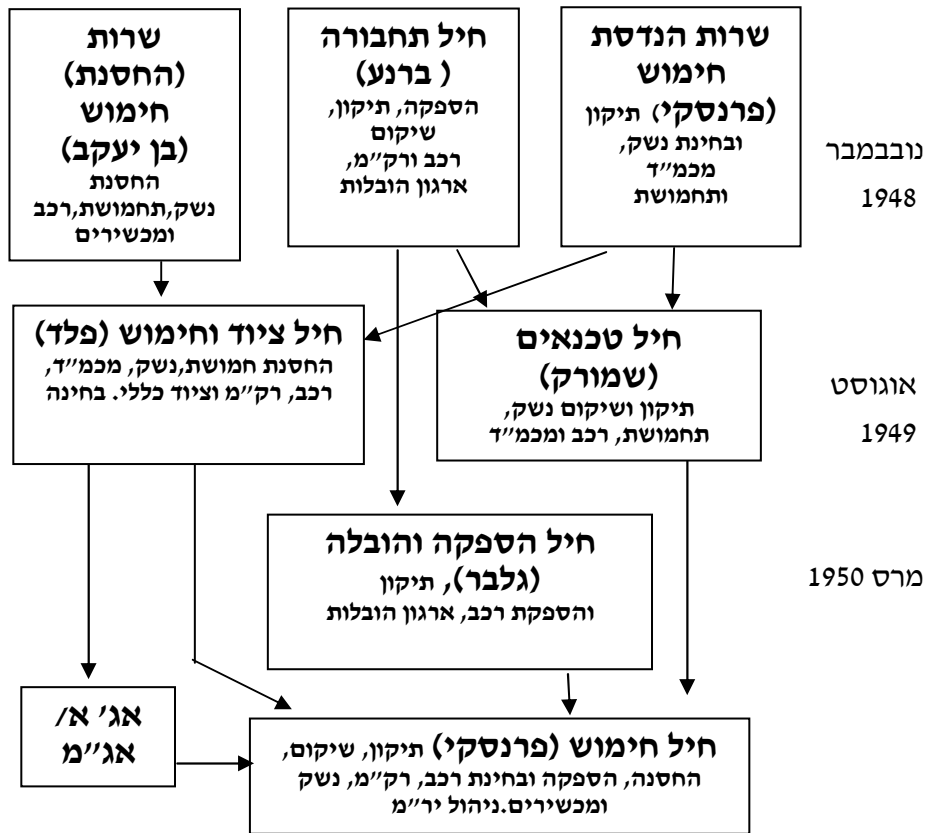 שרות הנדסת
חימוש
(פרנסקי) תיקון
ובחינת נשק,
מכמ״ד
ותחמושת
חיל תחבורה
( ברנע)
הספקה, תיקון,
שיקום
רכב ורק״מ,
ארגון הובלות
שרות
(החסנת)
חימוש
(בן יעקב)
החסנת
נשק,תחמושת,רכב
ומכשירים
נובבמבר
1948
חיל טכנאים
(שמורק)
תיקון ושיקום נשק,
תחמושת, רכב ומכמ״ד
חיל ציוד וחימוש (פלד)
החסנת חמושת,נשק, מכמ״ד,
רכב, רק״מ וציוד כללי. בחינה
אוגוסט
1949
חיל הספקה והובלה
(גלבר), תיקון
והספקת רכב, ארגון הובלות
מרס 1950
חיל חימוש (פרנסקי) תיקון, שיקום,
החסנה, הספקה ובחינת רכב, רק״מ, נשק
ומכשירים.ניהול יר״מ
אג׳ א/
אג״מ